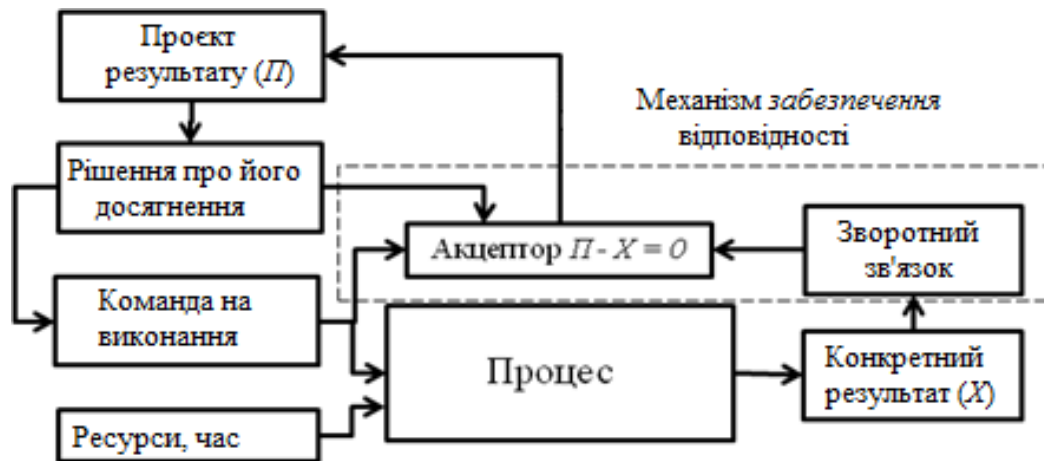 Проєкт
результату (П)
Механізм забезпечення
відповідності
Рішення про його
досягнення
Акцептор П - X = 0
Зворотний
зв'язок
Команда на
виконання
Процес
Конкретний
результат (X)
Ресурси, час